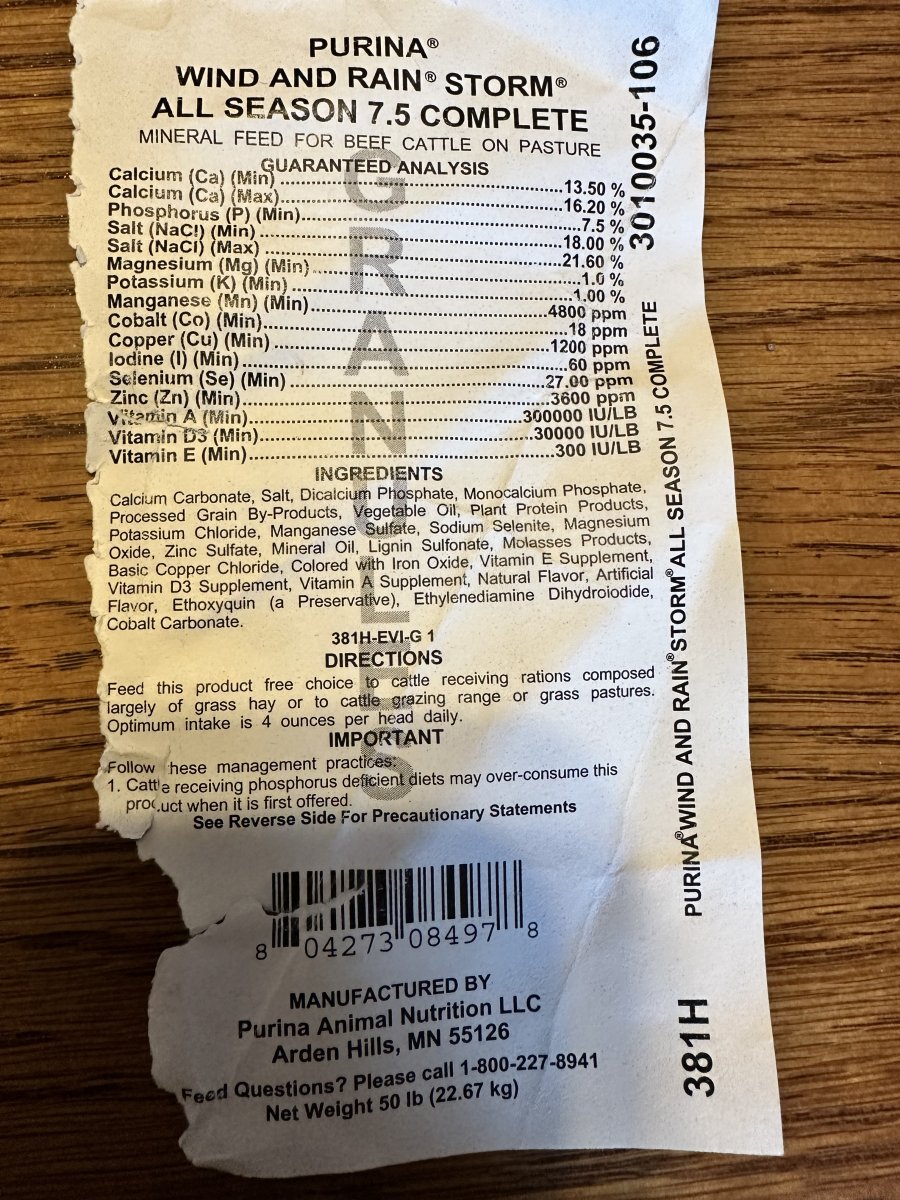 PURINA®
WIND AND RAIN® STORM®
ALL SEASON 7.5 COMPLETE
MINERAL FEED FOR BEEF CATTLE ON PASTURE
GUARANTEED ANALYSIS
Calcium (Ca) (Min)..........13.50 %
Calcium (Ca) (Max)..........16.20 %
Phosphorus (P) (Min)..........7.5 %
Salt (NaCl) (Min)..........18.00 %
Salt (NaCl) (Max)..........21.60 %
Magnesium (Mg) (Min)..........1.0 %
Potassium (K) (Min)..........1.00 %
Manganese (Mn) (Min)..........4800 ppm
Cobalt (Co) (Min)..........18 ppm
Copper (Cu) (Min)..........1200 ppm
Iodine (I) (Min)..........60 ppm
Selenium (Se) (Min)..........27.00 ppm
Zinc (Zn) (Min)..........3600 ppm
Vitamin A (Min)..........300000 IU/LB
Vitamin D3 (Min)..........30000 IU/LB
Vitamin E (Min)..........300 IU/LB
INGREDIENTS
Calcium Carbonate, Salt, Dicalcium Phosphate, Monocalcium Phosphate,
Processed Grain By-Products, Vegetable Oil, Plant Protein Products,
Potassium Chloride, Manganese Sulfate, Sodium Selenite, Magnesium
Oxide, Zinc Sulfate, Mineral Oil, Lignin Sulfonate, Molasses Products,
Basic Copper Chloride, Colored with Iron Oxide, Vitamin E Supplement,
Vitamin D3 Supplement, Vitamin A Supplement, Natural Flavor, Artificial
Flavor, Ethoxyquin (a Preservative), Ethylenediamine Dihydroiodide,
Cobalt Carbonate.
381H-EVI-G 1
DIRECTIONS
Feed this product free choice to cattle receiving rations composed
largely of grass hay or to cattle grazing range or grass pastures.
Optimum intake is 4 ounces per head daily.
IMPORTANT
Follow hese management practices:
1. Cattle receiving phosphorus deficient diets may over-consume this
product when it is first offered.
See Reverse Side For Precautionary Statements
8 04273 08497 8
MANUFACTURED BY
Purina Animal Nutrition LLC
Arden Hills, MN 55126
Feed Questions? Please call 1-800-227-8941
Net Weight 50 lb (22.67 kg)
GRANULES
3010035-106
PURINA® WIND AND RAIN® STORM® ALL SEASON 7.5 COMPLETE
381H